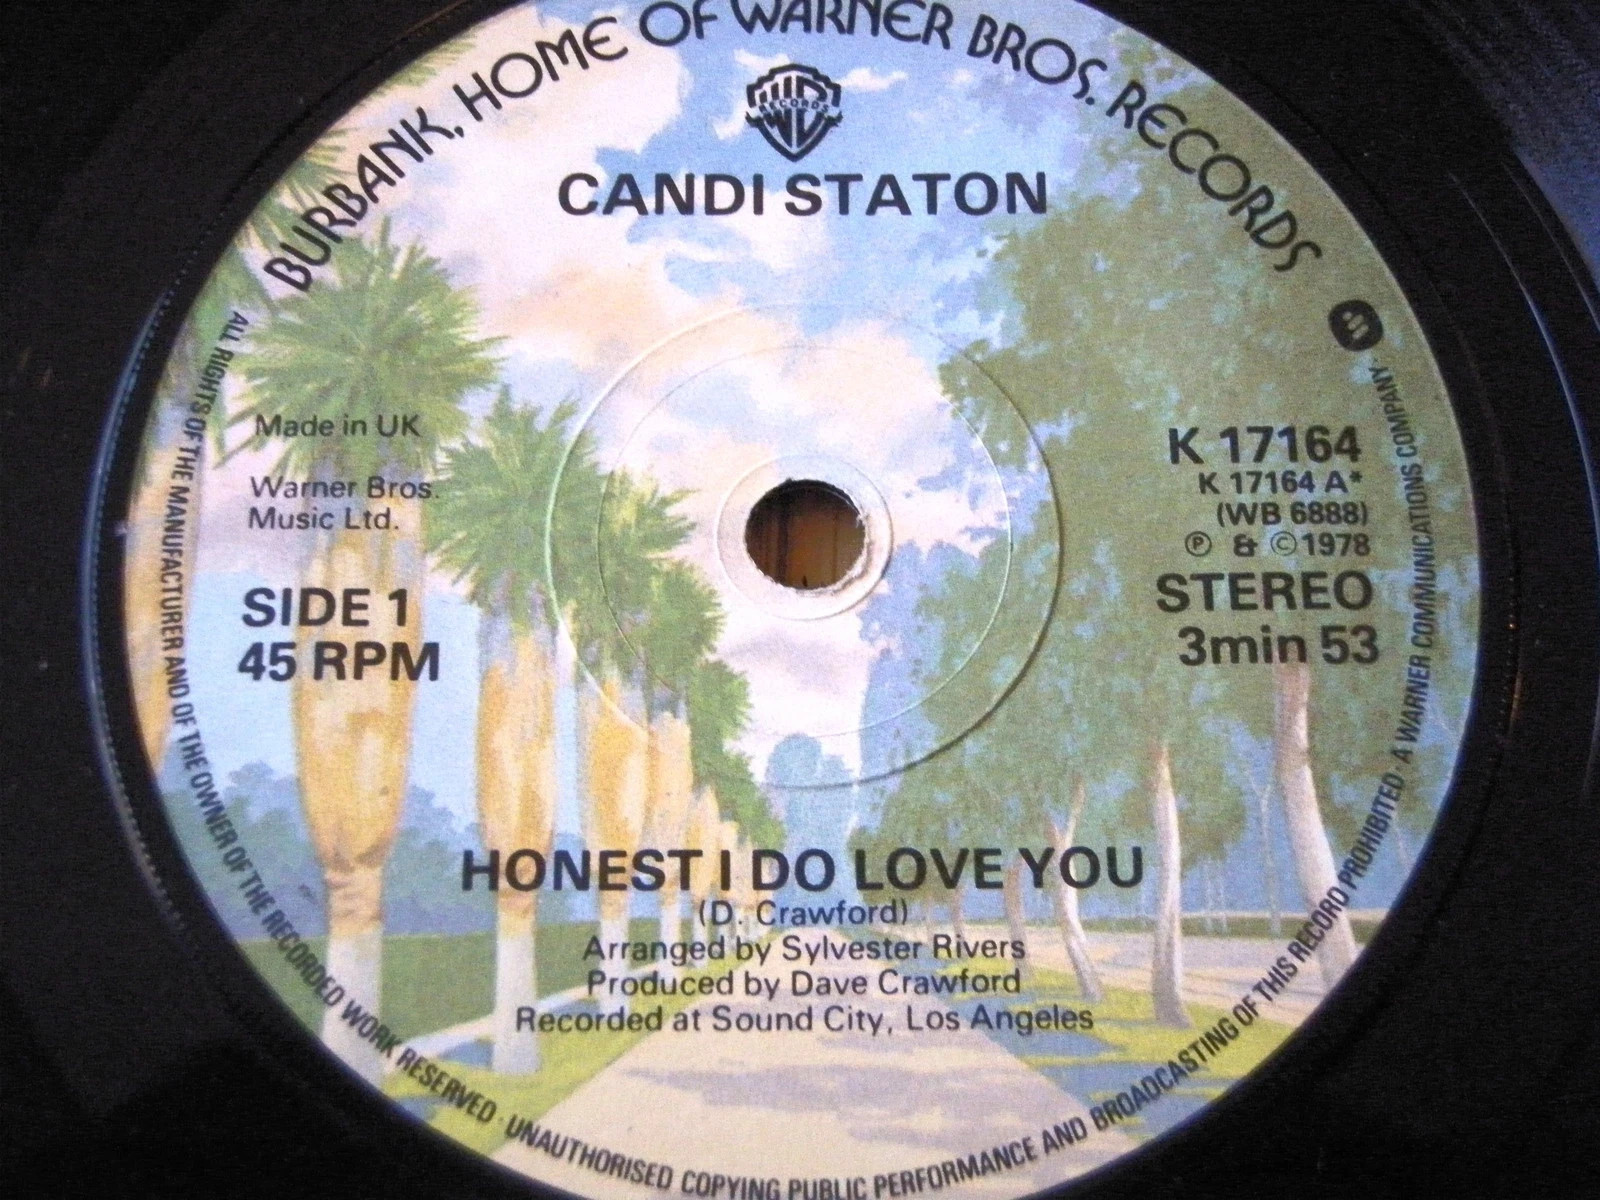 BURBANK, HOME OF WARNER BROS. RECORDS
RECORDS
CANDI STATON
Made in UK
Warner Bros.
Music Ltd.
SIDE 1
45 RPM
K 17164
K 17164 A*
(WB 6888)
Ⓟ & ©1978
STEREO
3min 53
HONEST I DO LOVE YOU
(D. Crawford)
Arranged by Sylvester Rivers
Produced by Dave Crawford
Recorded at Sound City, Los Angeles
ALL RIGHTS OF THE MANUFACTURER AND OF THE OWNER OF THE RECORDED WORK RESERVED · UNAUTHORISED COPYING PUBLIC PERFORMANCE AND BROADCASTING OF THIS RECORD PROHIBITED · A WARNER COMMUNICATIONS COMPANY ·